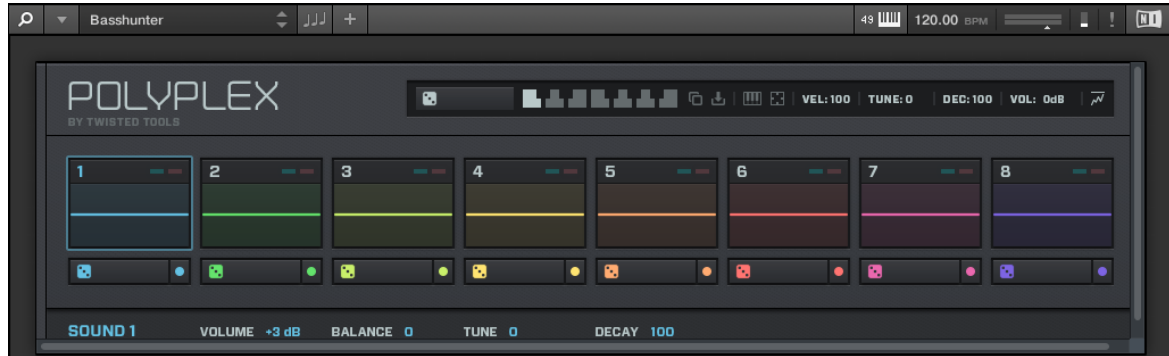 Basshunter
49
120.00 BPM
NI
POLYPLEX
BY TWISTED TOOLS
VEL: 100 TUNE: 0 DEC: 100 VOL: 0dB
1 2 3 4 5 6 7 8
SOUND 1 VOLUME +3 dB BALANCE 0 TUNE 0 DECAY 100